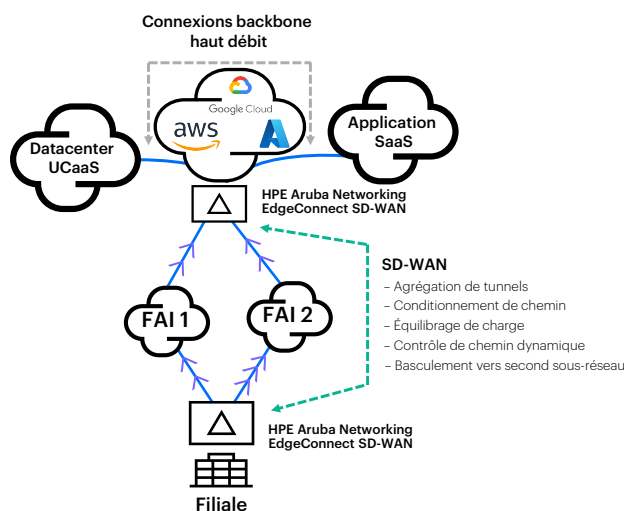 Connexions backbone
haut débit
Google Cloud
aws
Datacenter
UCaaS
Application
SaaS
HPE Aruba Networking
EdgeConnect SD-WAN
SD-WAN
– Agrégation de tunnels
– Conditionnement de chemin
– Équilibrage de charge
– Contrôle de chemin dynamique
– Basculement vers second sous-réseau
FAI 1
FAI 2
HPE Aruba Networking
EdgeConnect SD-WAN
Filiale